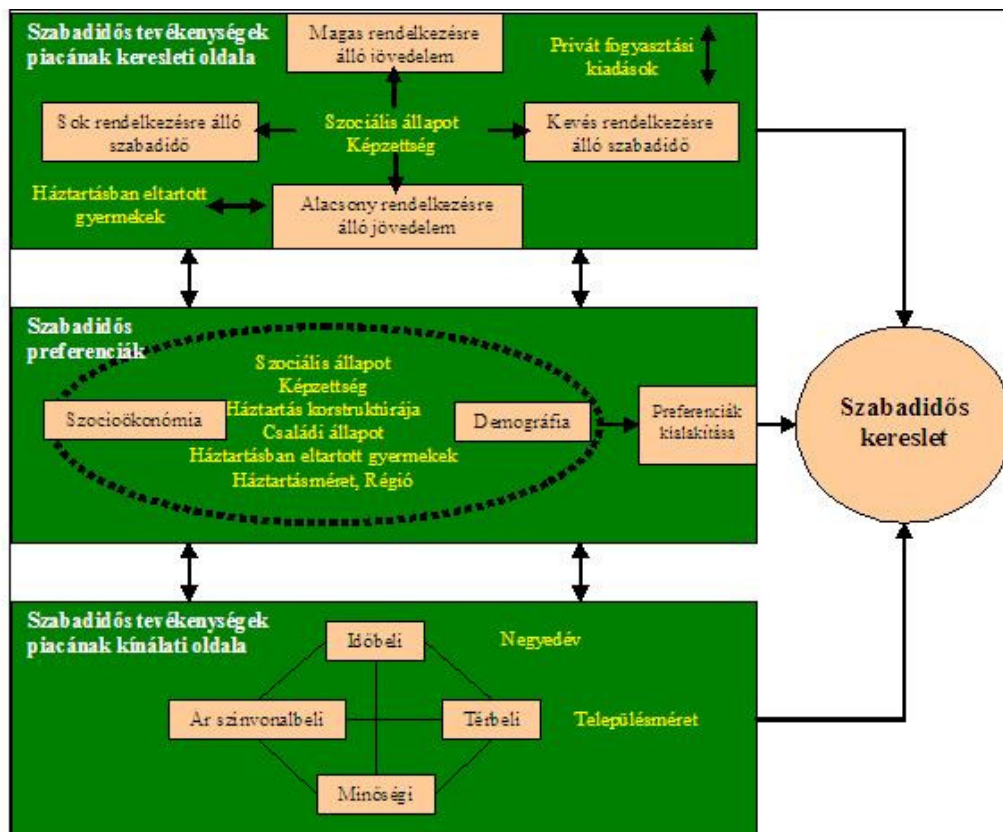 Szabadidős tevékenységek
piacának keresleti oldala
Magas rendelkezésre
álló jövedelem
Privát fogyasztási
kiadások
Sok rendelkezésre álló
szabadidő
Szociális állapot
Képzettség
Kevés rendelkezésre
álló szabadidő
Háztartásban eltartott
gyermekek
Alacsony rendelkezésre
álló jövedelem
Szabadidős
preferenciák
Szociális állapot
Képzettség
Szocioökonómia
Háztartás korstruktúrája
Demográfia
Családi állapot
Háztartásban eltartott gyermekek
Háztartásméret, Régió
Preferenciák
kislakítása
Szabadidős
kereslet
Szabadidős tevékenységek
piacának kínálati oldala
Időbeli
Negyedév
Ár színvonalbeli
Térbeli
Településméret
Minőségi